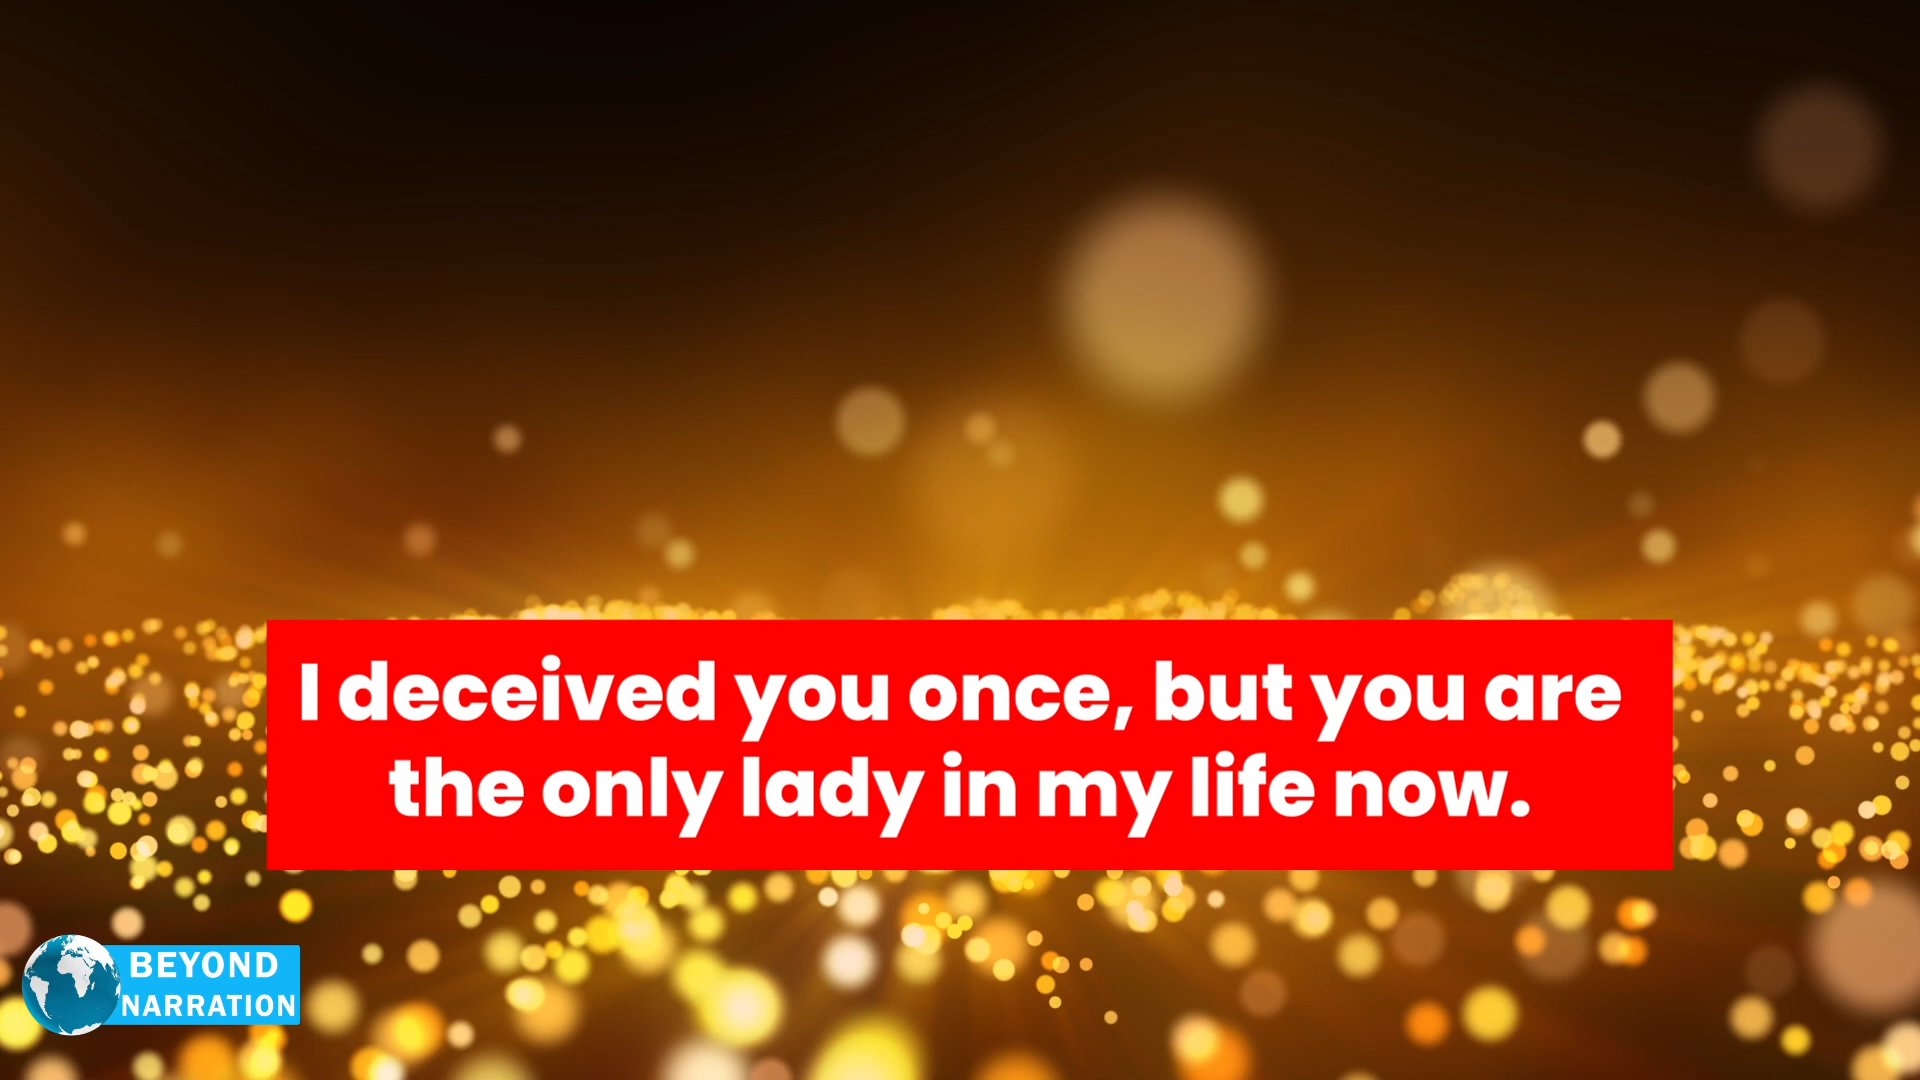 I deceived you once, but you are
the only lady in my life now.
BEYOND
NARRATION